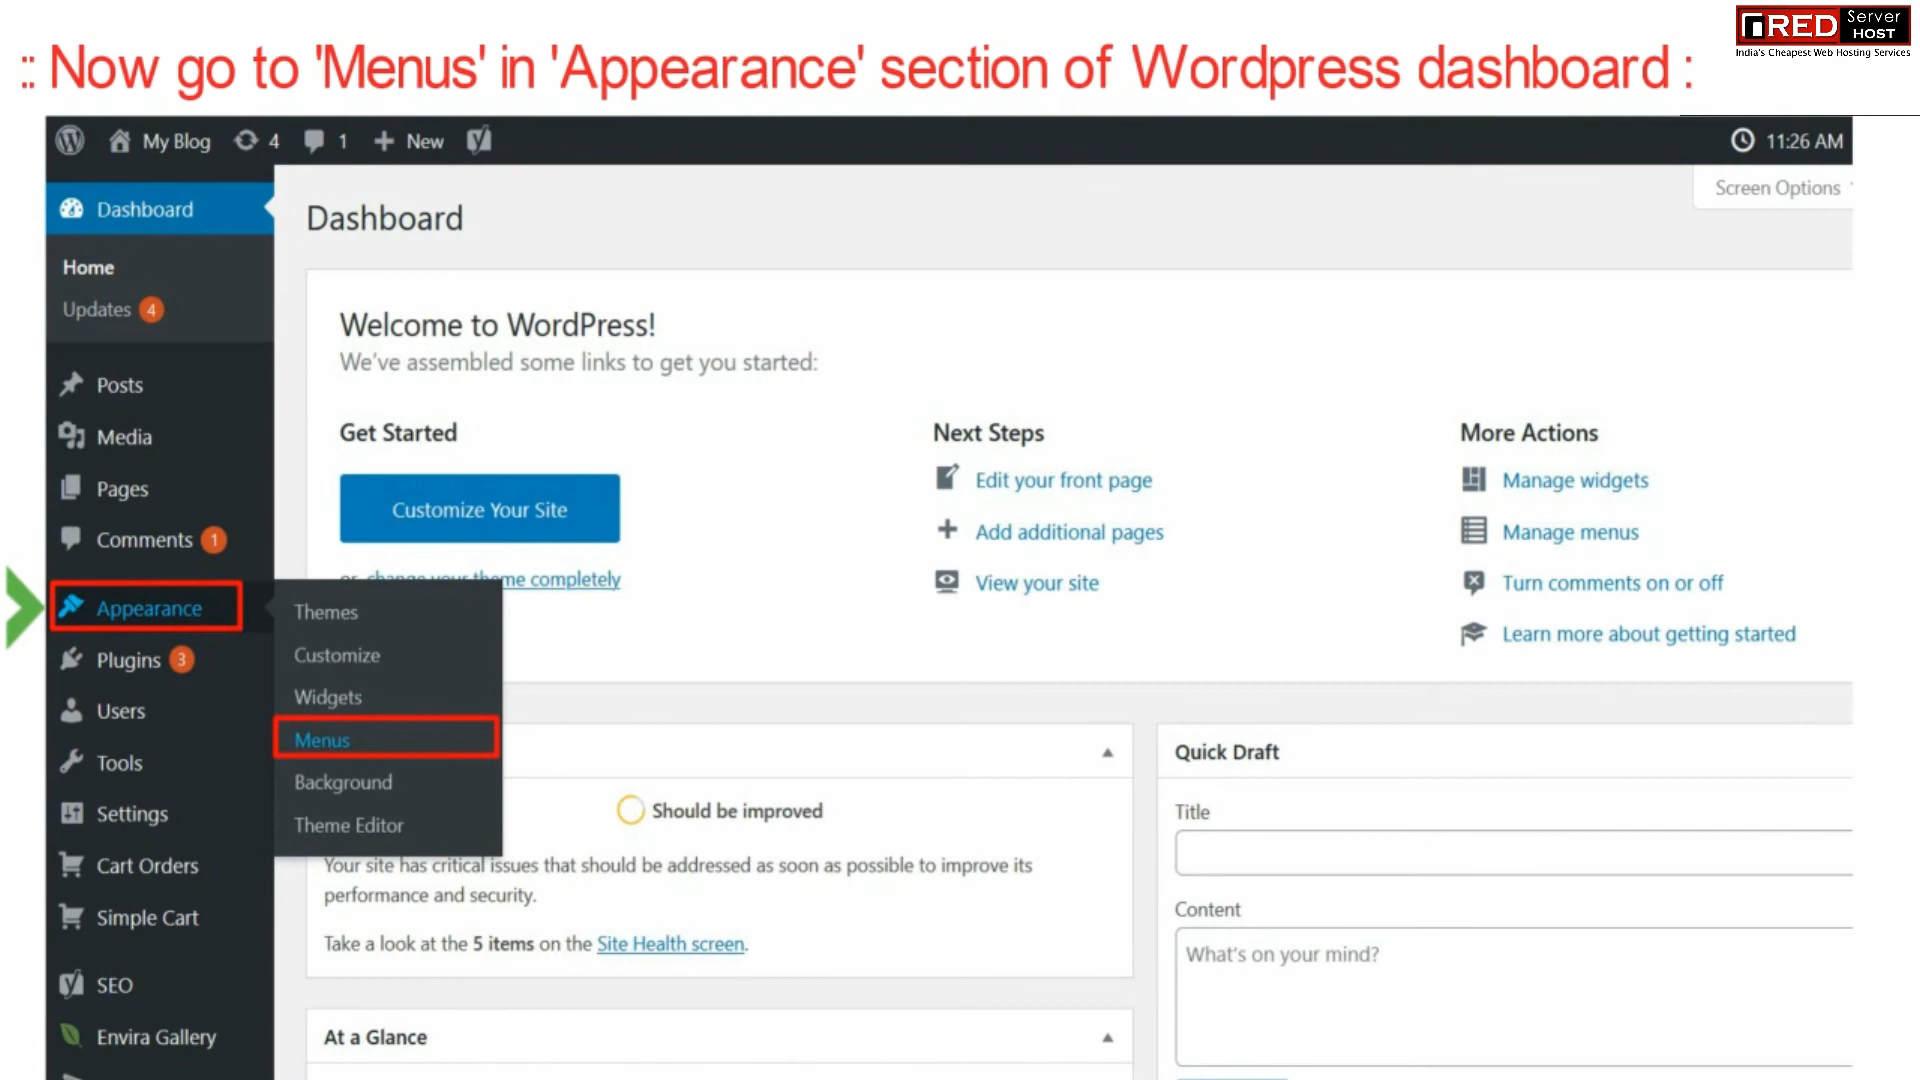 :: Now go to 'Menus' in 'Appearance' section of Wordpress dashboard :
RED Server HOST
India's Cheapest Web Hosting Services
My Blog 4 1 New 11:26 AM
Screen Options
Dashboard
Home
Updates 4
Posts
Media
Pages
Comments 1
Appearance
Plugins 3
Users
Tools
Settings
Cart Orders
Simple Cart
SEO
Envira Gallery
Themes
Customize
Widgets
Menus
Background
Theme Editor
Dashboard
Welcome to WordPress!
We've assembled some links to get you started:
Get Started
Customize Your Site
or change your theme completely
Next Steps
Edit your front page
Add additional pages
View your site
More Actions
Manage widgets
Manage menus
Turn comments on or off
Learn more about getting started
Should be improved
Your site has critical issues that should be addressed as soon as possible to improve its
performance and security.
Take a look at the 5 items on the Site Health screen.
At a Glance
Quick Draft
Title
Content
What's on your mind?